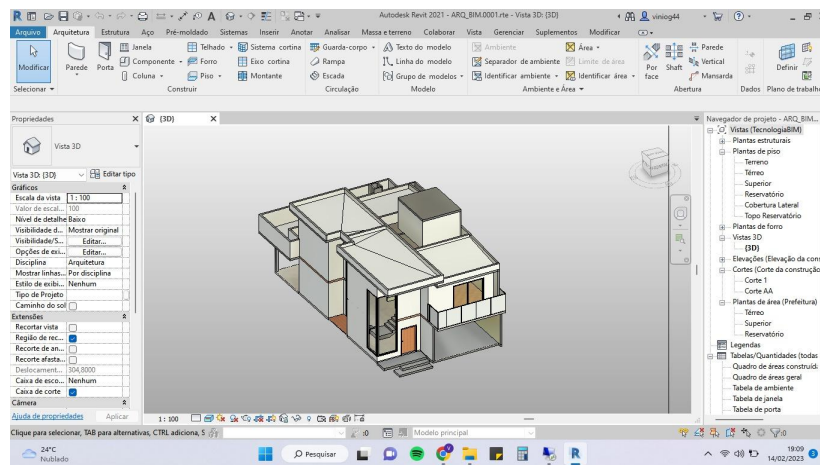 Autodesk Revit 2021 - ARQ_BIM.0001.rte - Vista 3D: {3D}
viniog44
Arquivo Arquitetura Estrutura Aço Pré-moldado Sistemas Inserir Anotar Analisar Massa e terreno Colaborar Vista Gerenciar Suplementos Modificar
Modificar
Parede
Porta
Janela
Componente
Coluna
Telhado
Forro
Piso
Sistema cortina
Eixo cortina
Montante
Guarda-corpo
Rampa
Escada
Texto do modelo
Linha do modelo
Grupo de modelos
Ambiente
Separador de ambiente
Identificar ambiente
Área
Limite de área
Identificar área
Por face
Shaft
Parede
Vertical
Mansarda
Definir
Selecionar
Construir
Circulação
Modelo
Ambiente e Área
Abertura
Dados
Plano de trabalho
Propriedades
Vista 3D
Vista 3D: {3D}
Editar tipo
Gráficos
Escala da vista 1 : 100
Valor de escal... 100
Nível de detalhe Baixo
Visibilidade d... Mostrar original
Visibilidade/S... Editar...
Opções de exi... Editar...
Disciplina Arquitetura
Mostrar linhas... Por disciplina
Estilo de exibi... Nenhum
Tipo de Projeto
Caminho do sol
Extensões
Recortar vista
Região de rec...
Recorte de an...
Recorte afasta...
Deslocament... 304,8000
Caixa de esco... Nenhum
Caixa de corte
Câmera
Ajuda de propriedades
Aplicar
{3D}
1 : 100
Navegador de projeto - ARQ_BIM...
Vistas (TecnologiaBIM)
Plantas estruturais
Plantas de piso
Terreno
Térreo
Superior
Reservatório
Cobertura Lateral
Topo Reservatório
Plantas de forro
Vistas 3D
{3D}
Elevações (Elevação da cons
Cortes (Corte da construção
Corte 1
Corte AA
Plantas de área (Prefeitura)
Térreo
Superior
Reservatório
Legendas
Tabelas/Quantidades (todas
Quadro de áreas construída
Quadro de áreas geral
Tabela de ambiente
Tabela de janela
Tabela de porta
Clique para selecionar, TAB para alternativas, CTRL adiciona, S
:0
Modelo principal
:0
24°C
Nublado
Pesquisar
19:09
14/02/2023